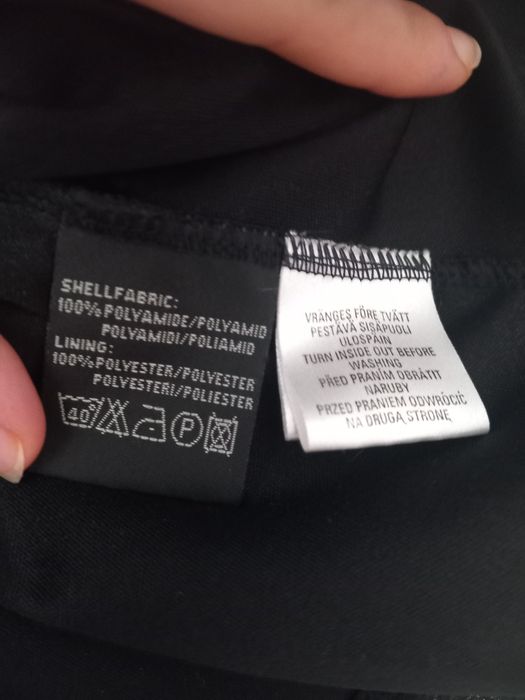 SHELLFABRIC:
100% POLYAMIDE/POLYAMID
POLYAMIDI/POLIAMID
LINING:
100% POLYESTER/POLYESTER
POLYESTERI/POLIESTER
40° P
VRÄNGES FÖRE TVÄTT
PESTÄVÄ SISÄPUOLI
ULOSPÄIN
TURN INSIDE OUT BEFORE
WASHING
PŘED PRANÍM OBRÁTIT
NARUBY
PRZED PRANIEM ODWRÓCIĆ
NA DRUGĄ STRONĘ